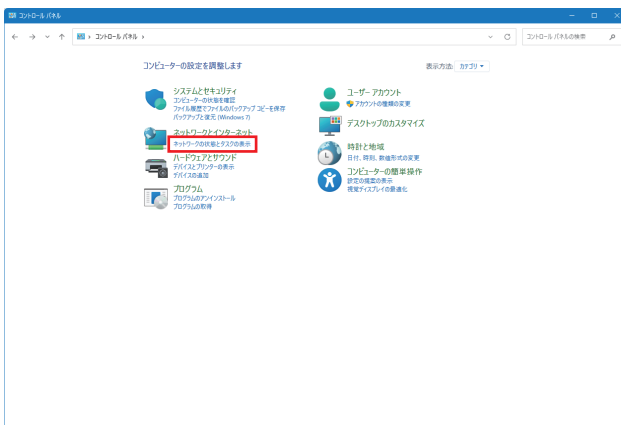 コントロール パネル
コントロール パネル
コントロール パネルの検索
コンピューターの設定を調整します
表示方法: カテゴリ
システムとセキュリティ
コンピューターの状態を確認
ファイル履歴でファイルのバックアップ コピーを保存
バックアップと復元 (Windows 7)
ネットワークとインターネット
ネットワークの状態とタスクの表示
ハードウェアとサウンド
デバイスとプリンターの表示
デバイスの追加
プログラム
プログラムのアンインストール
プログラムの取得
ユーザー アカウント
アカウントの種類の変更
デスクトップのカスタマイズ
時計と地域
日付、時刻、数値形式の変更
コンピューターの簡単操作
設定の提案の表示
視覚ディスプレイの最適化